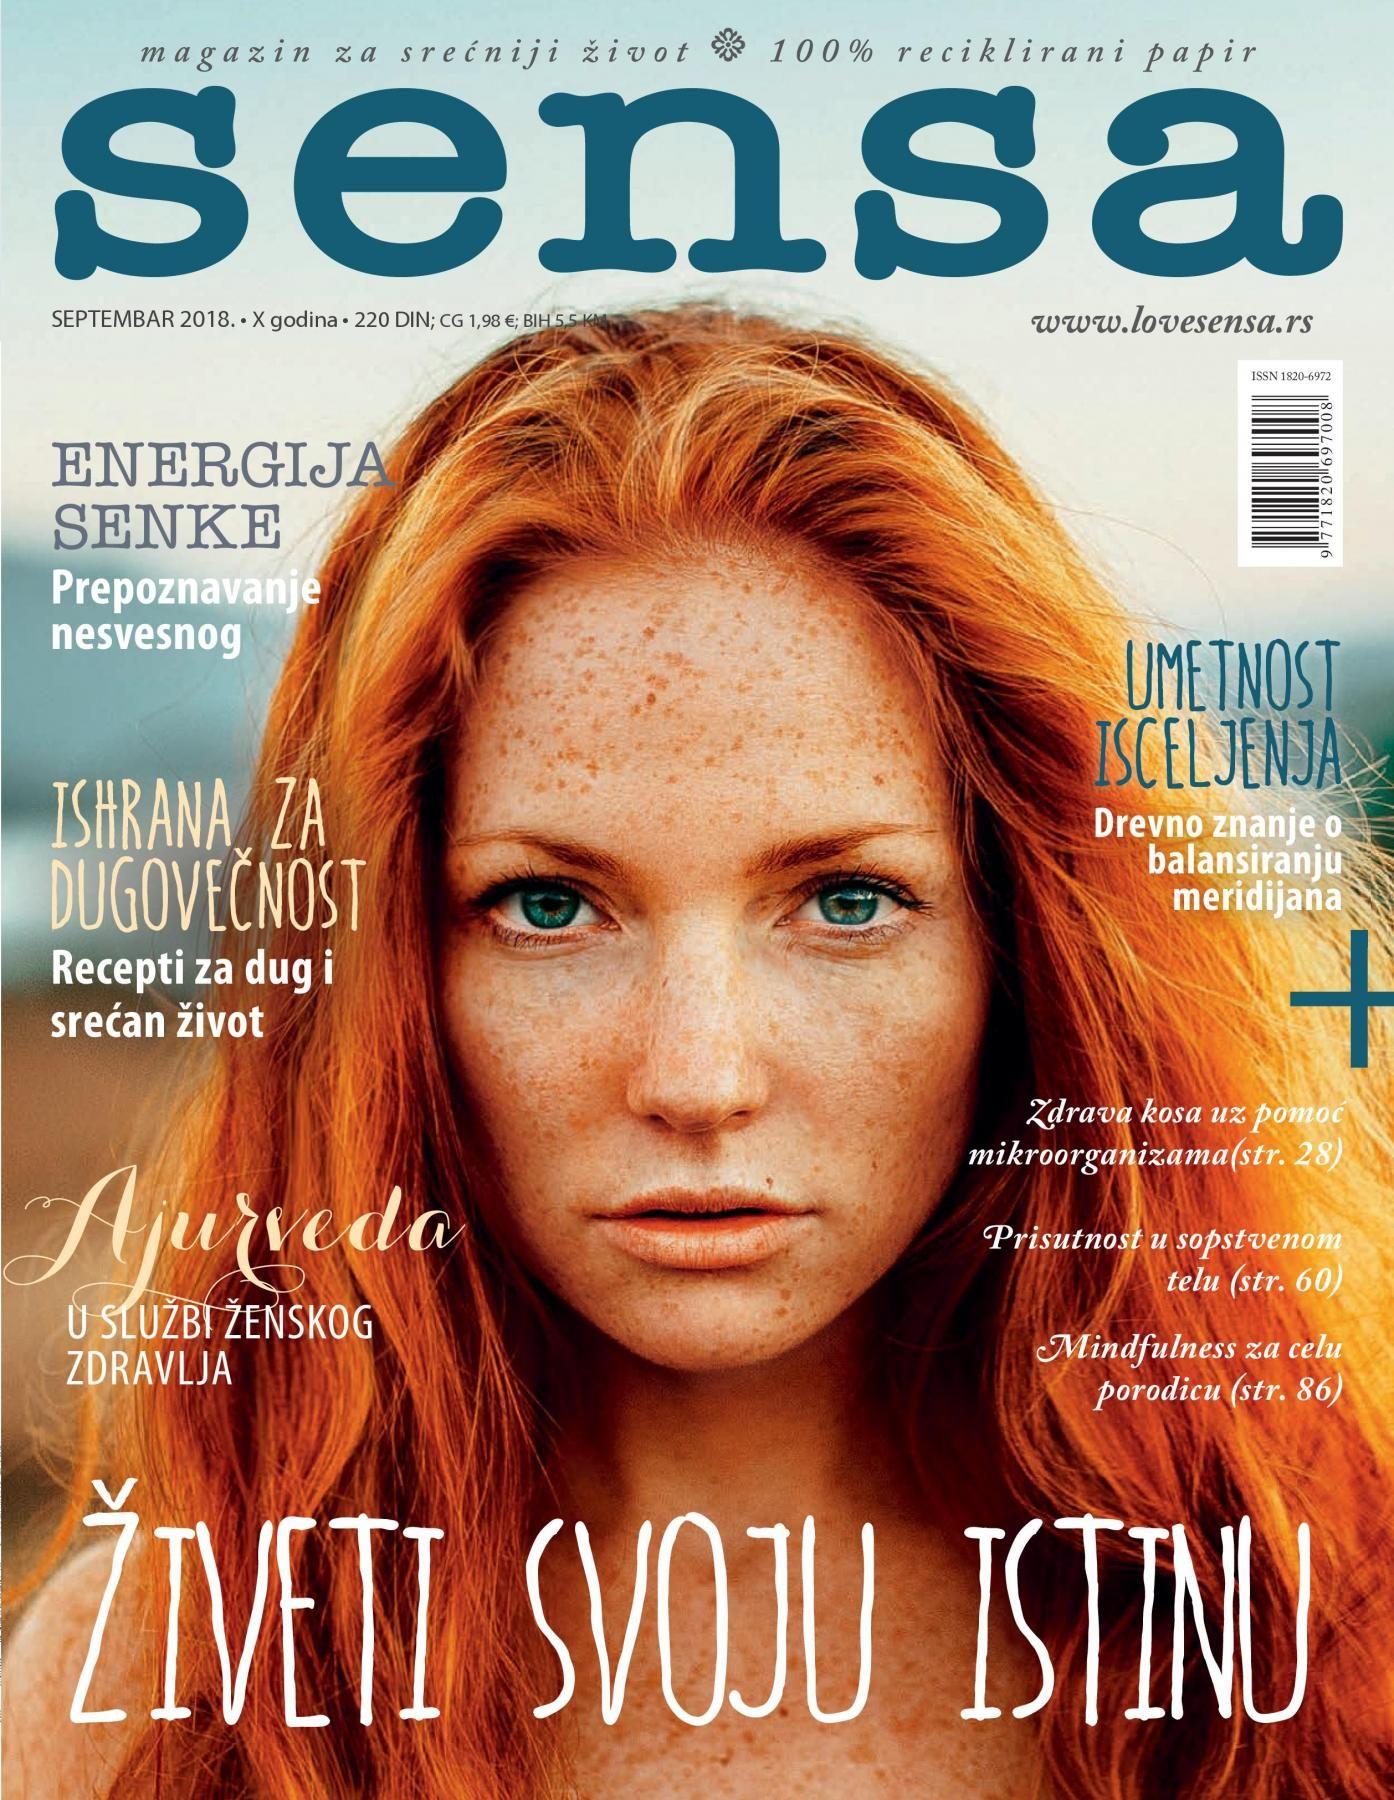 magazin za srećniji život 100% reciklirani papir
sensa
SEPTEMBAR 2018. • X godina • 220 DIN; CG 1,98 €; BIH 5,5 KM
www.lovesensa.rs
ISSN 1820-6972
9 771820 697008
ENERGIJA
SENKE
Prepoznavanje
nesvesnog
UMETNOST
ISCELJENJA
Drevno znanje o
balansiranju
meridijana
+
ISHRANA ZA
DUGOVEČNOST
Recepti za dug i
srećan život
Zdrava kosa uz pomoć
mikroorganizama(str. 28)
Prisutnost u sopstvenom
telu (str. 60)
Mindfulness za celu
porodicu (str. 86)
Ajurveda
U SLUŽBI ŽENSKOG
ZDRAVLJA
ŽIVETI SVOJU ISTINU